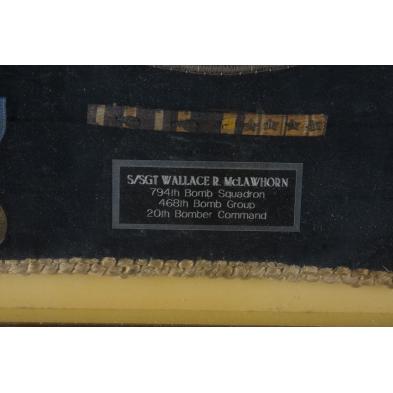 S/SGT WALLACE R. McLAWHORN
794th Bomb Squadron
468th Bomb Group
20th Bomber Command